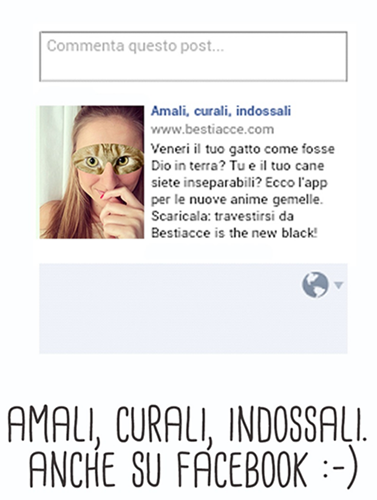 Commenta questo post...
Amali, curali, indossali
www.bestiacce.com
Veneri il tuo gatto come fosse
Dio in terra? Tu e il tuo cane
siete inseparabili? Ecco l'app
per le nuove anime gemelle.
Scaricala: travestirsi da
Bestiacce is the new black!
AMALI, CURALI, INDOSSALI.
ANCHE SU FACEBOOK :-)